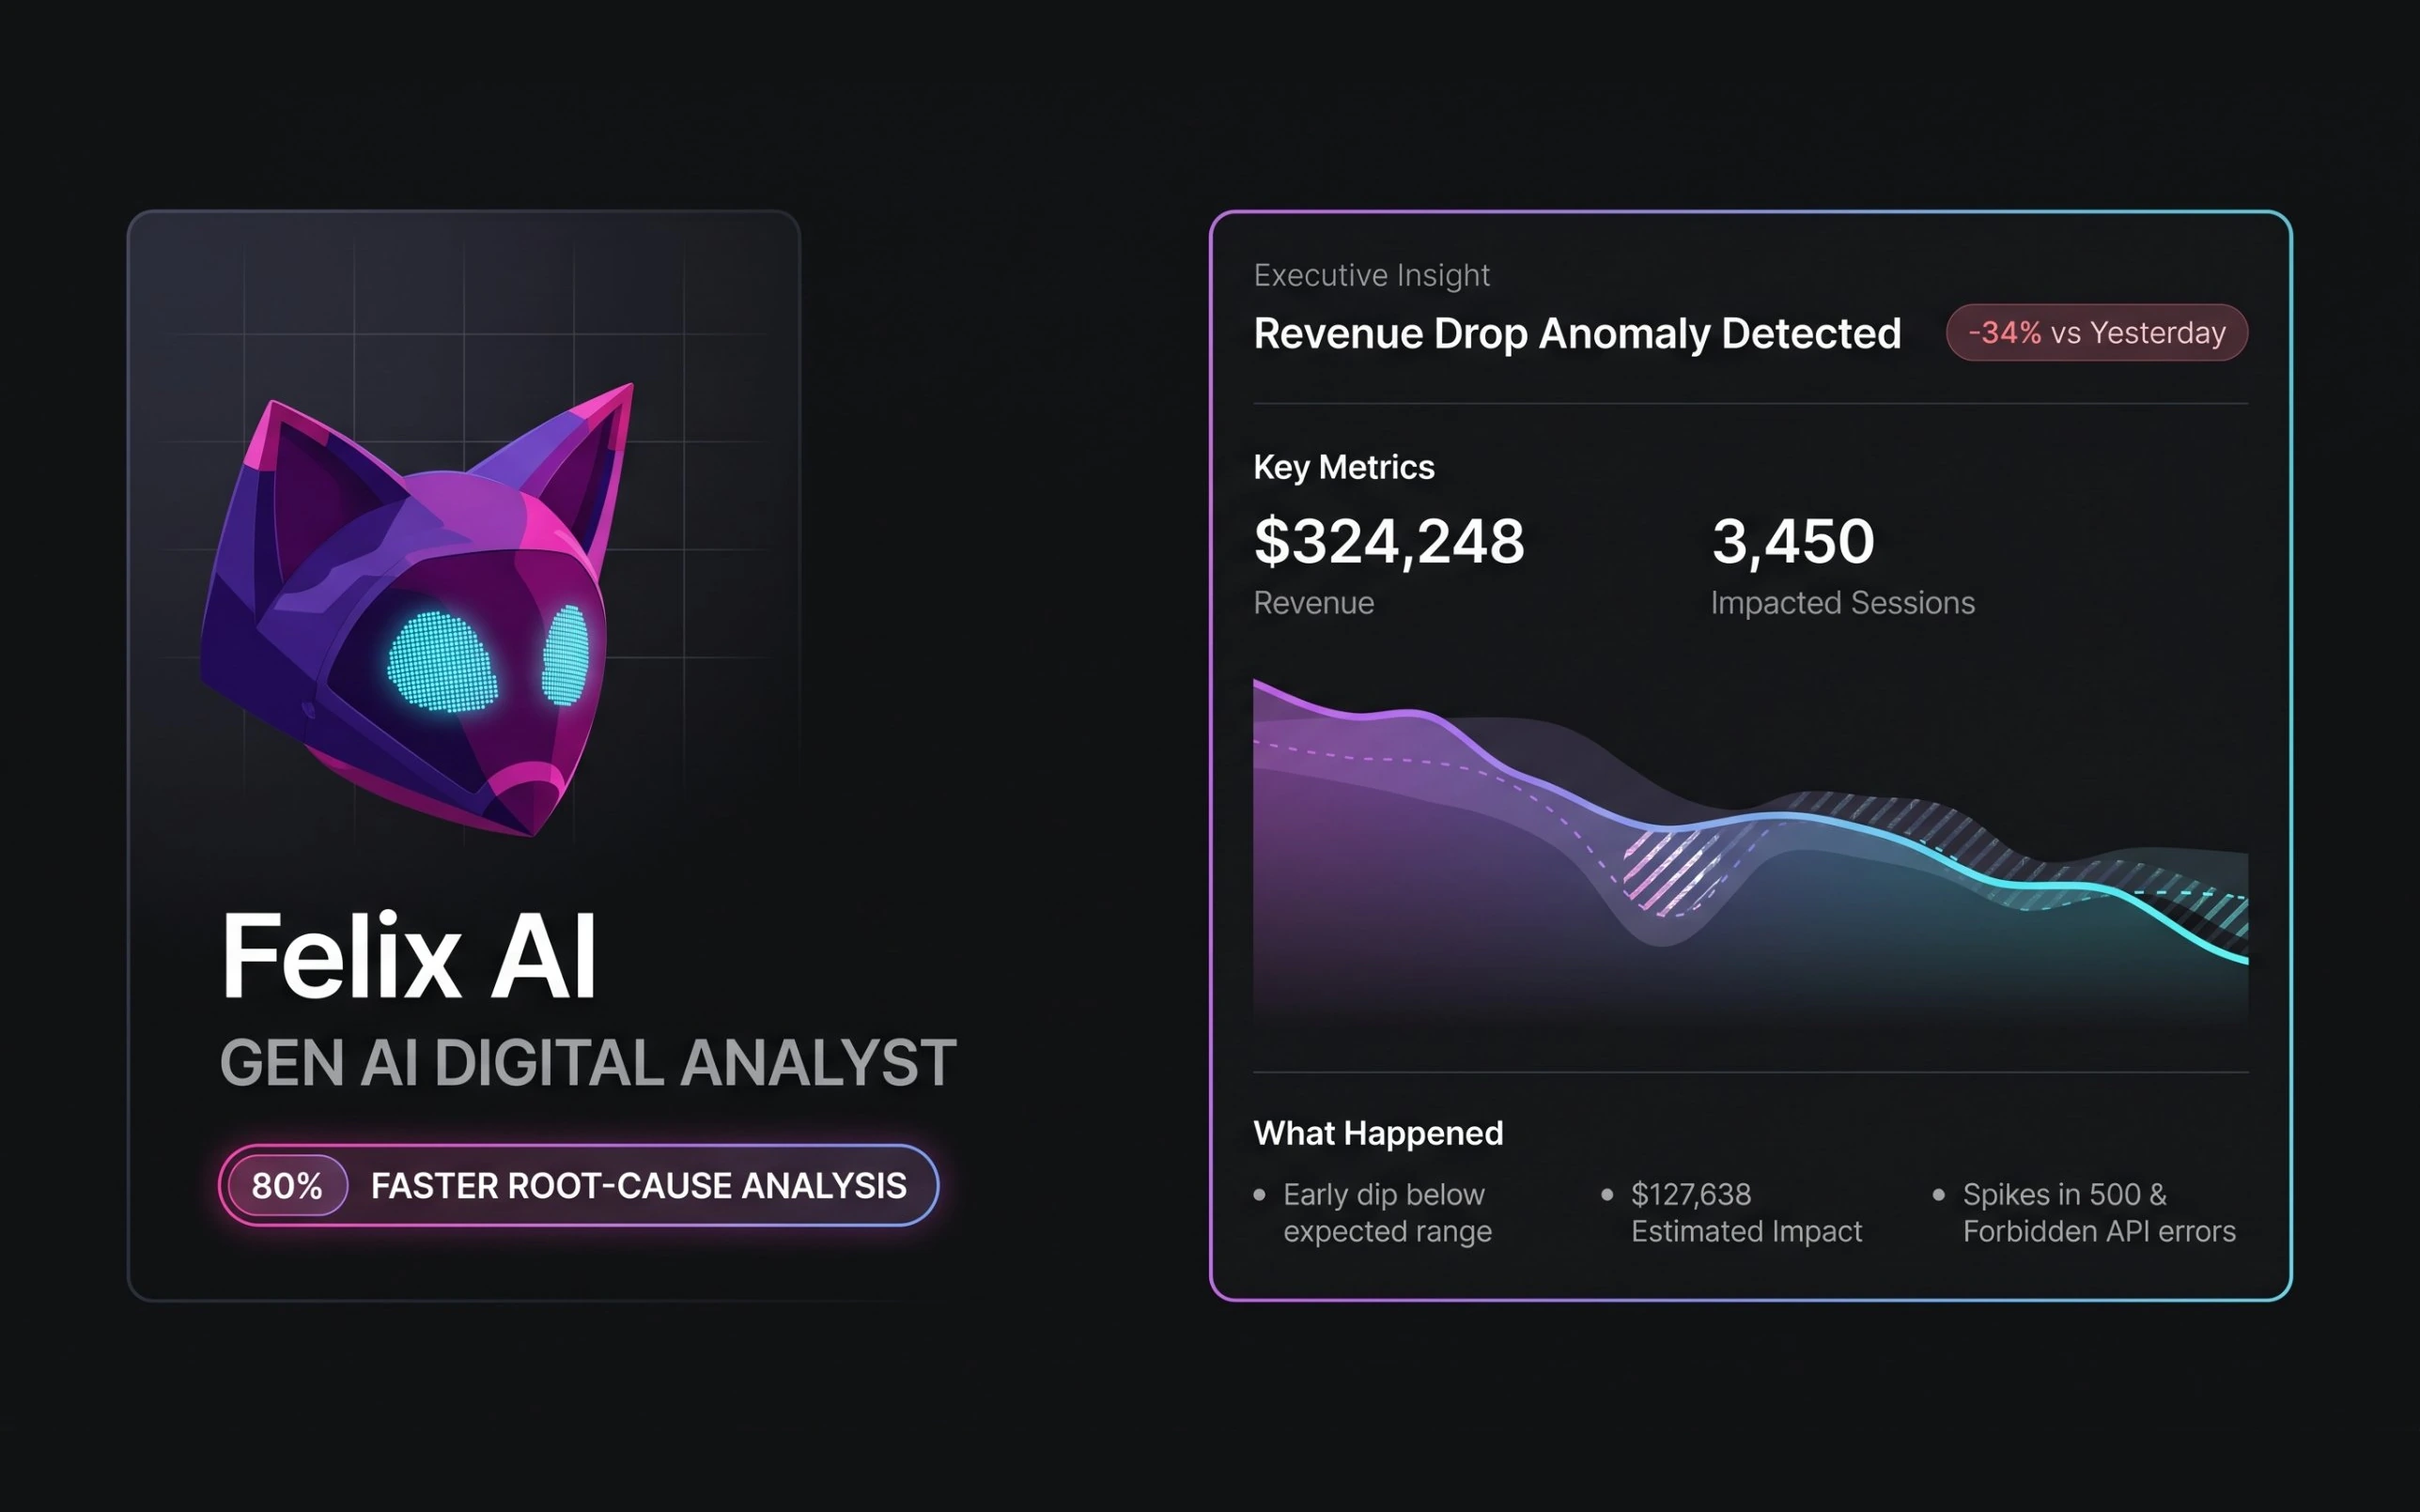 Felix AI
GEN AI DIGITAL ANALYST
80% FASTER ROOT-CAUSE ANALYSIS
Executive Insight
Revenue Drop Anomaly Detected
-34% vs Yesterday
Key Metrics
$324,248
Revenue
3,450
Impacted Sessions
What Happened
Early dip below
expected range
$127,638
Estimated Impact
Spikes in 500 &
Forbidden API errors